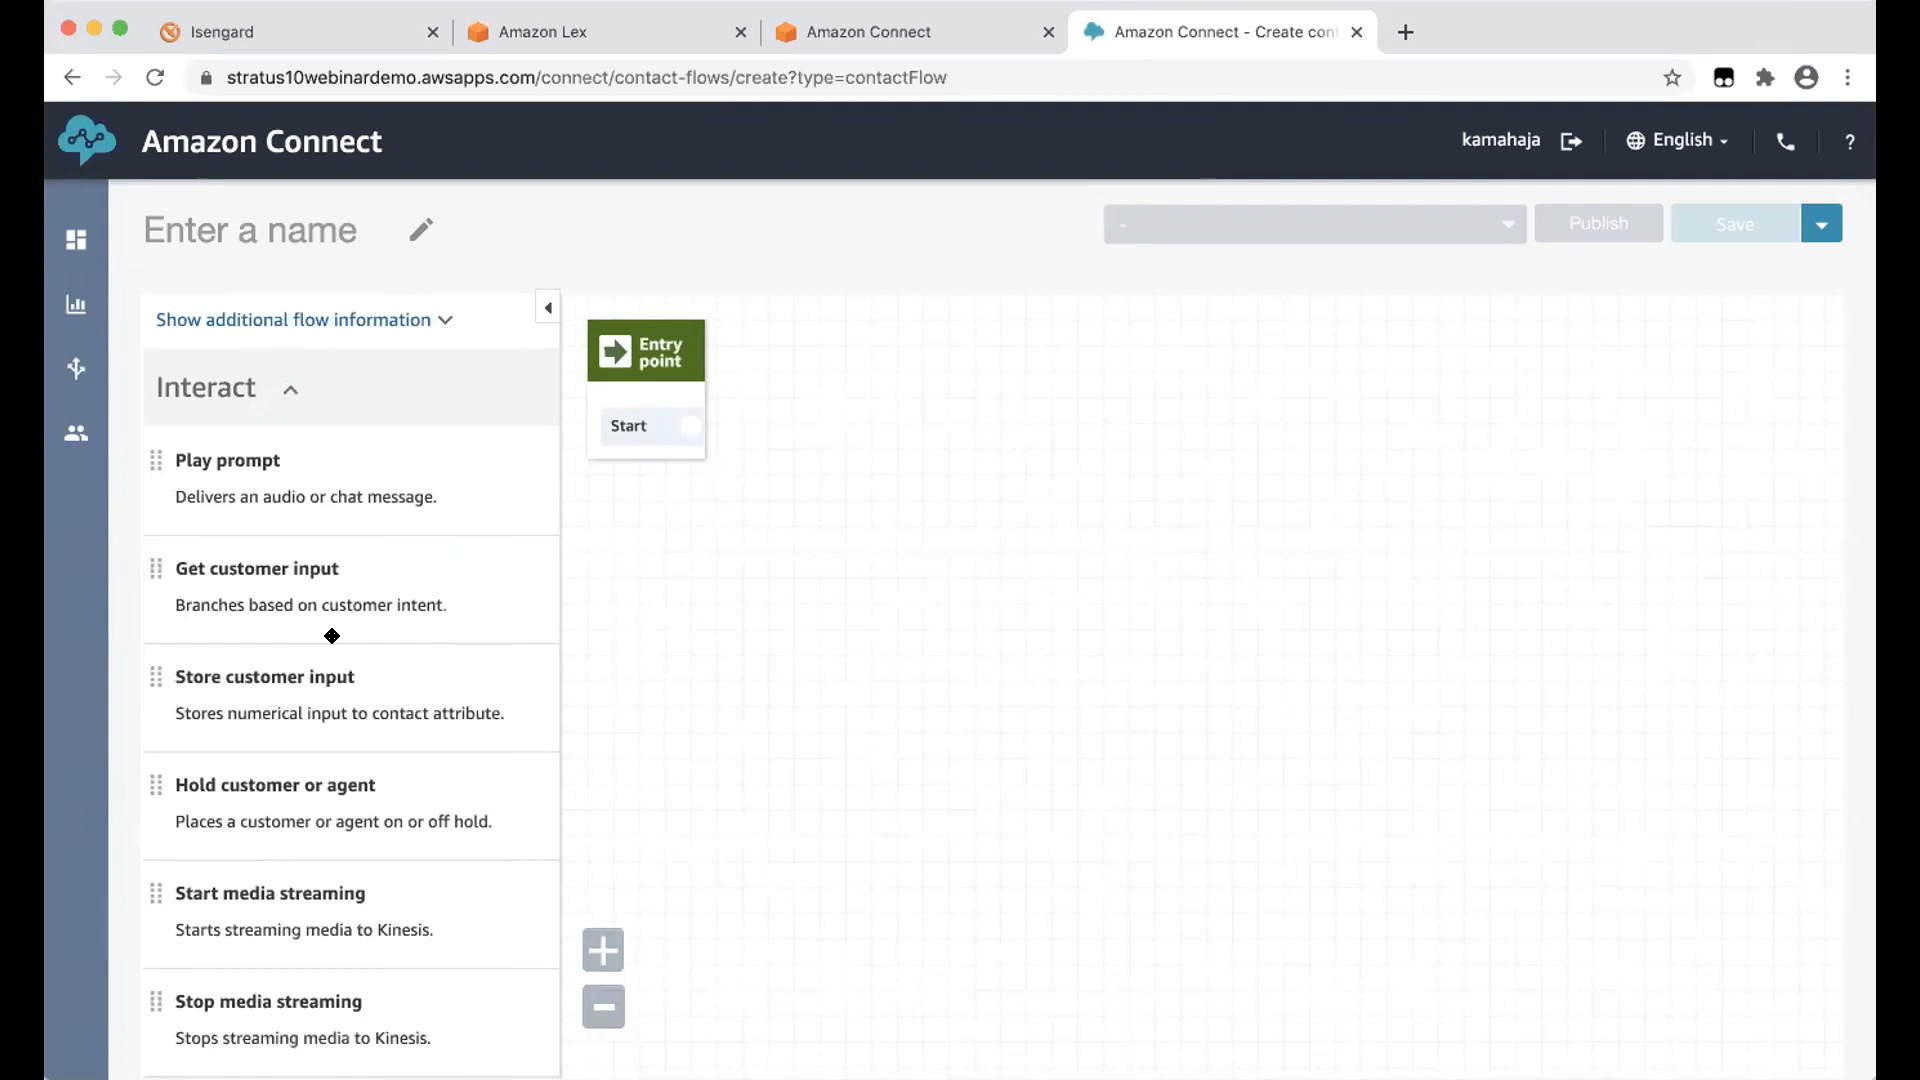 Isengard
Amazon Lex
Amazon Connect
Amazon Connect - Create con
stratus10webinardemo.awsapps.com/connect/contact-flows/create?type=contactFlow
Amazon Connect
kamahaja
English
?
Enter a name
-
Publish
Save
Show additional flow information
Interact
Play prompt
Delivers an audio or chat message.
Get customer input
Branches based on customer intent.
Store customer input
Stores numerical input to contact attribute.
Hold customer or agent
Places a customer or agent on or off hold.
Start media streaming
Starts streaming media to Kinesis.
Stop media streaming
Stops streaming media to Kinesis.
Entry
point
Start